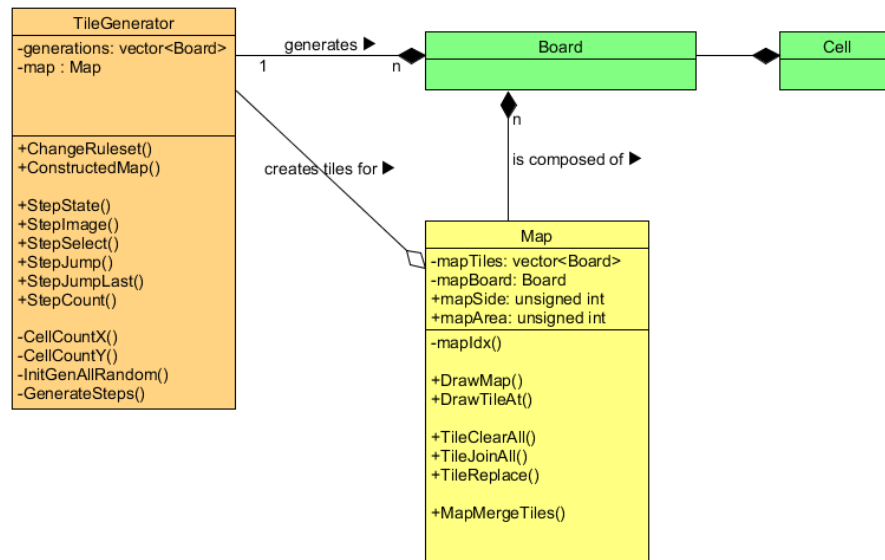 TileGenerator
-generations: vector<Board>
-map : Map
+ChangeRuleset()
+ConstructedMap()
+StepState()
+StepImage()
+StepSelect()
+StepJump()
+StepJumpLast()
+StepCount()
-CellCountX()
-CellCountY()
-InitGenAllRandom()
-GenerateSteps()
generates ▶
1
n
Board
Cell
n
is composed of ▶
creates tiles for ▶
Map
-mapTiles: vector<Board>
-mapBoard: Board
+mapSide: unsigned int
+mapArea: unsigned int
-mapIdx()
+DrawMap()
+DrawTileAt()
+TileClearAll()
+TileJoinAll()
+TileReplace()
+MapMergeTiles()